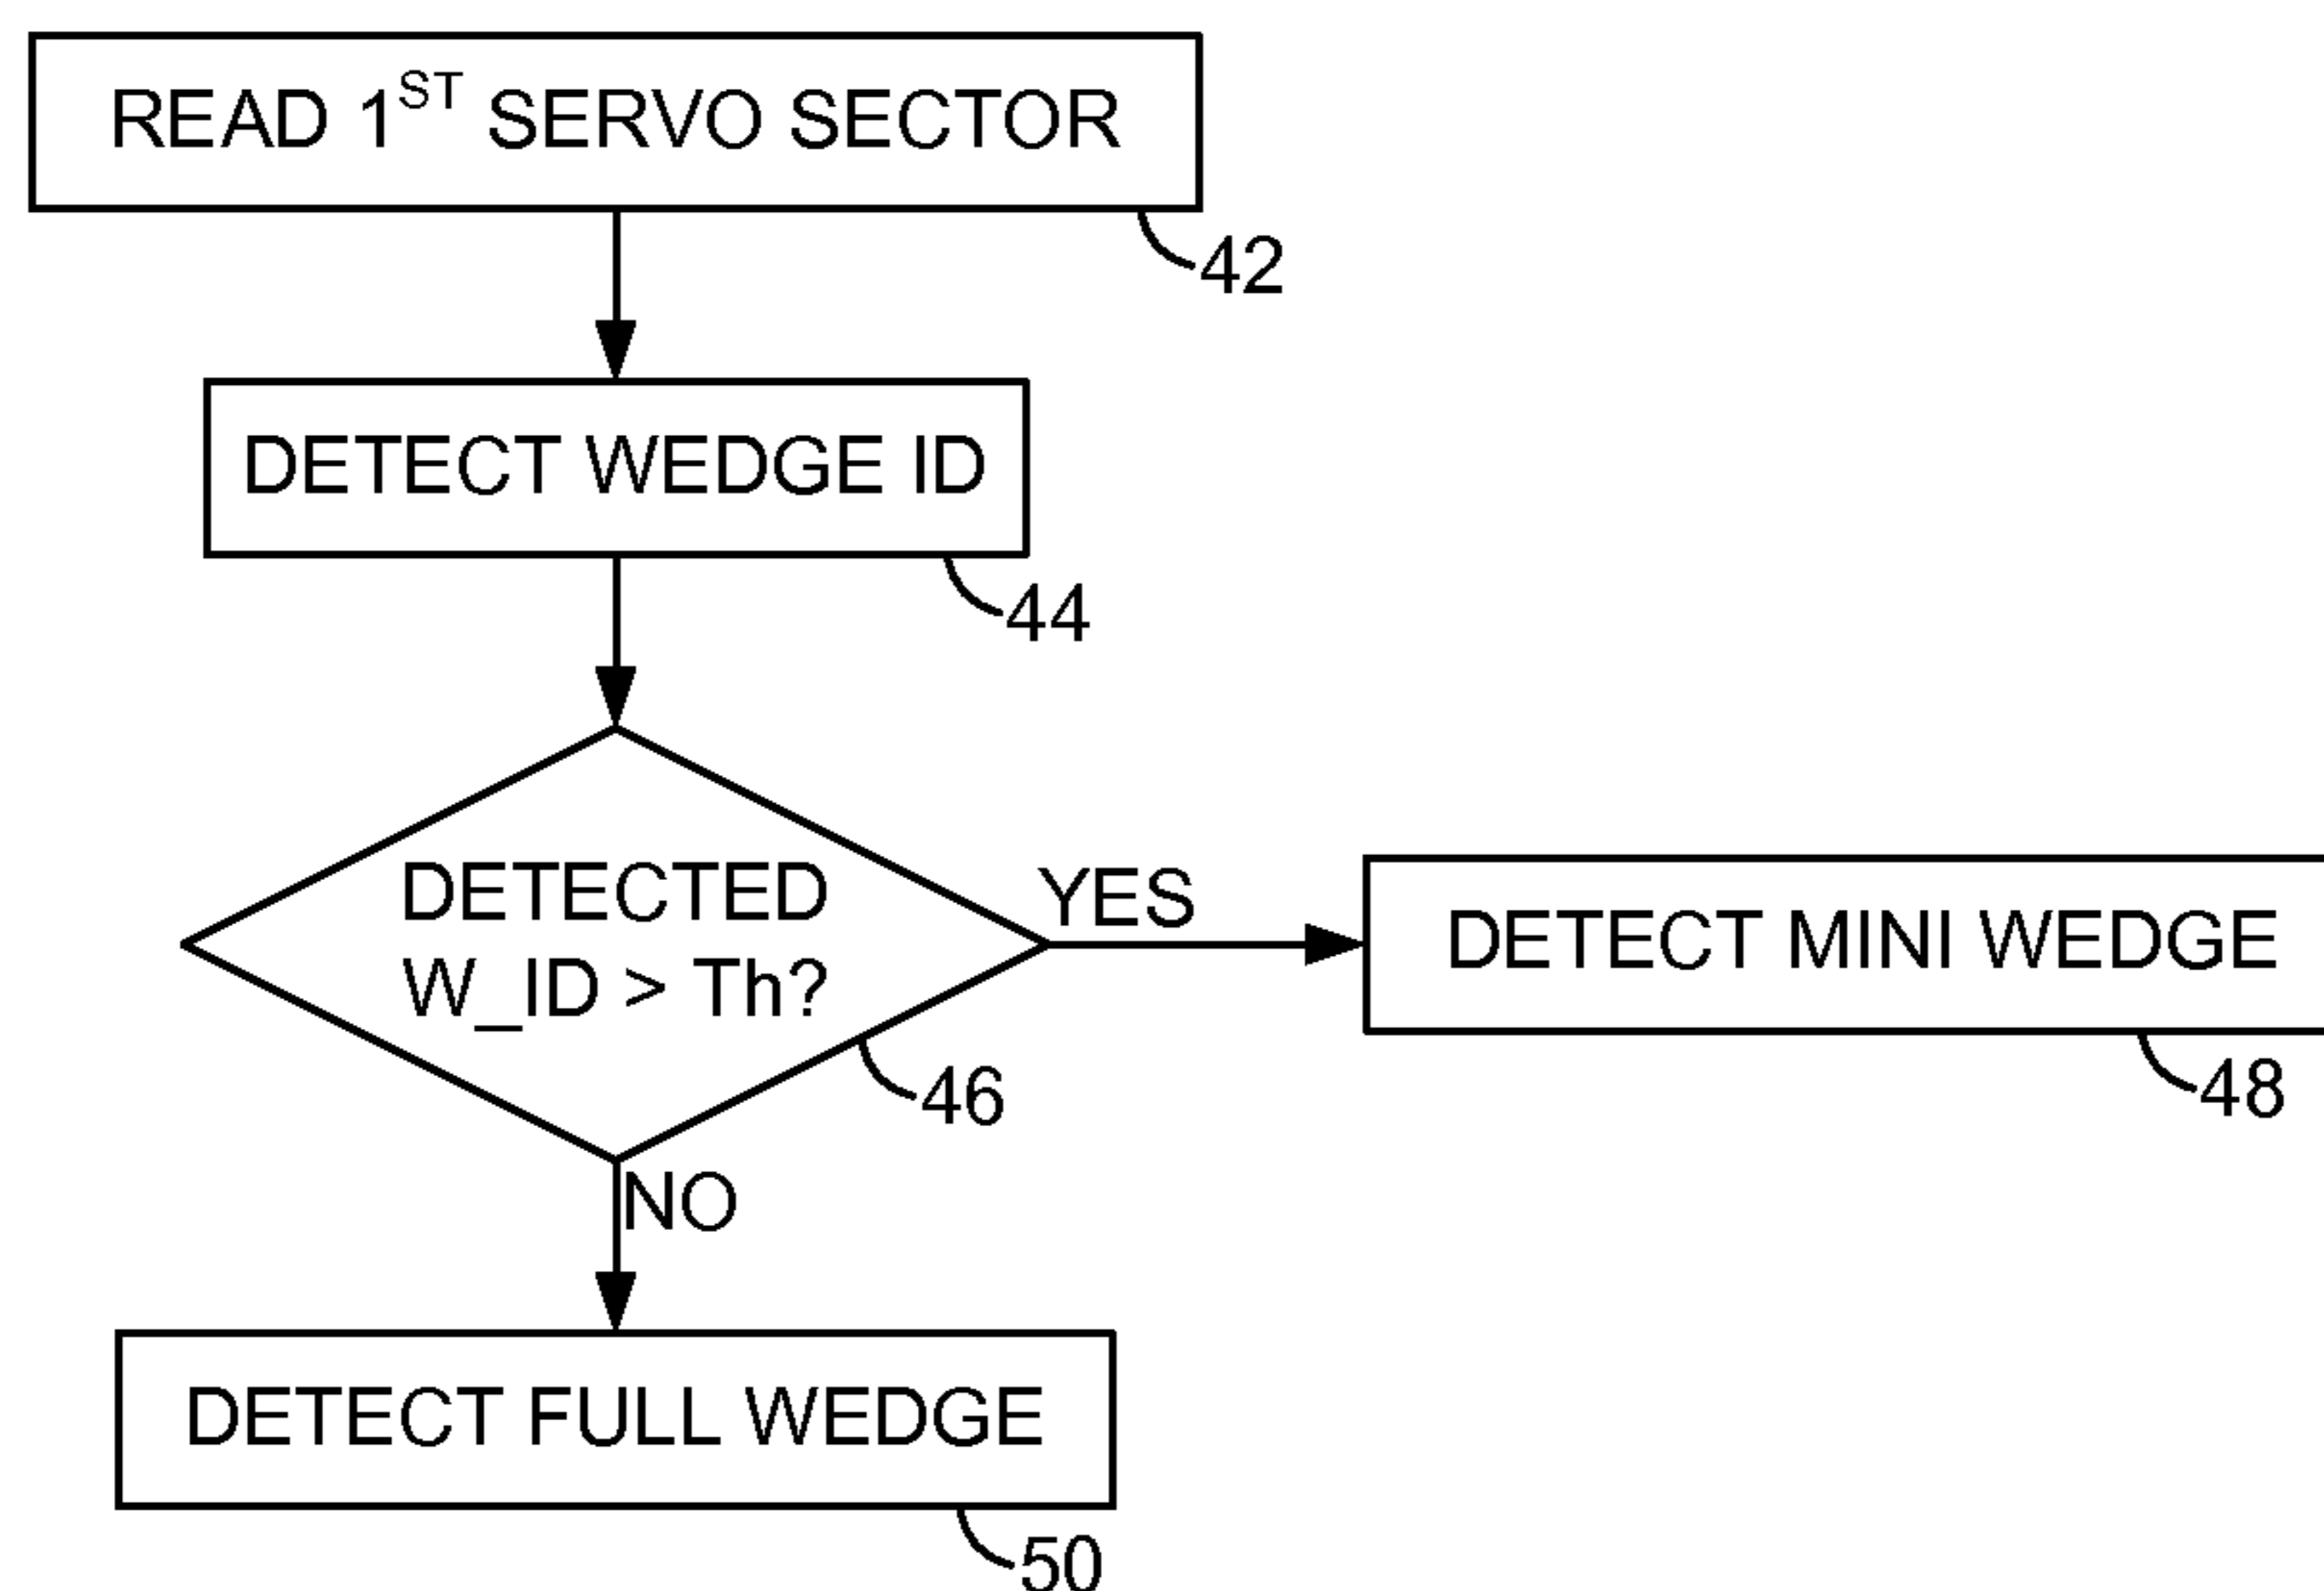 READ 1ST SERVO SECTOR
42
DETECT WEDGE ID
44
DETECTED
W_ID > Th?
YES
DETECT MINI WEDGE
46
48
NO
DETECT FULL WEDGE
50